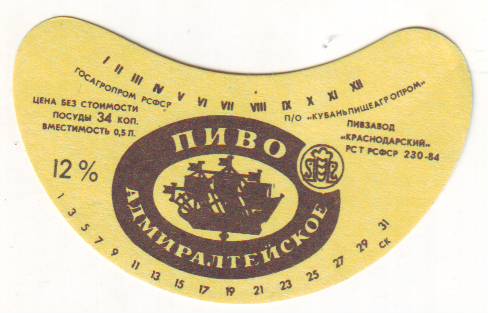 I II III IV V VI VII VIII IX X XI XII
ГОСАГРОПРОМ РСФСР
ЦЕНА БЕЗ СТОИМОСТИ
ПОСУДЫ 34 КОП.
ВМЕСТИМОСТЬ 0,5 Л.
П/О "КУБАНЬПИЩЕАГРОПРОМ"
ПИВЗАВОД
"КРАСНОДАРСКИЙ"
РСТ РСФСР 230-84
12%
ПИВО
АДМИРАЛТЕЙСКОЕ
1 3 5 7 9 11 13 15 17 19 21 23 25 27 29 31
СК